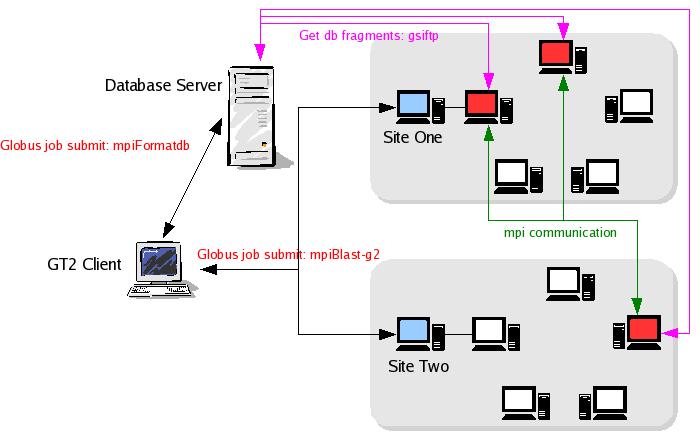 Get db fragments: gsiftp
Database Server
Globus job submit: mpiFormatdb
Site One
mpi communication
Globus job submit: mpiBlast-g2
GT2 Client
Site Two